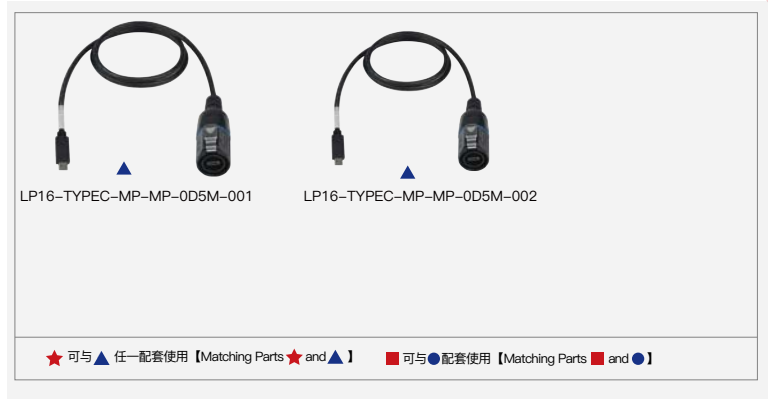 LP16-TYPEC-MP-MP-0D5M-001
LP16-TYPEC-MP-MP-0D5M-002
★ 可与▲ 任一配套使用【Matching Parts ★ and ▲ 】 ■ 可与●配套使用【Matching Parts ■ and ● 】